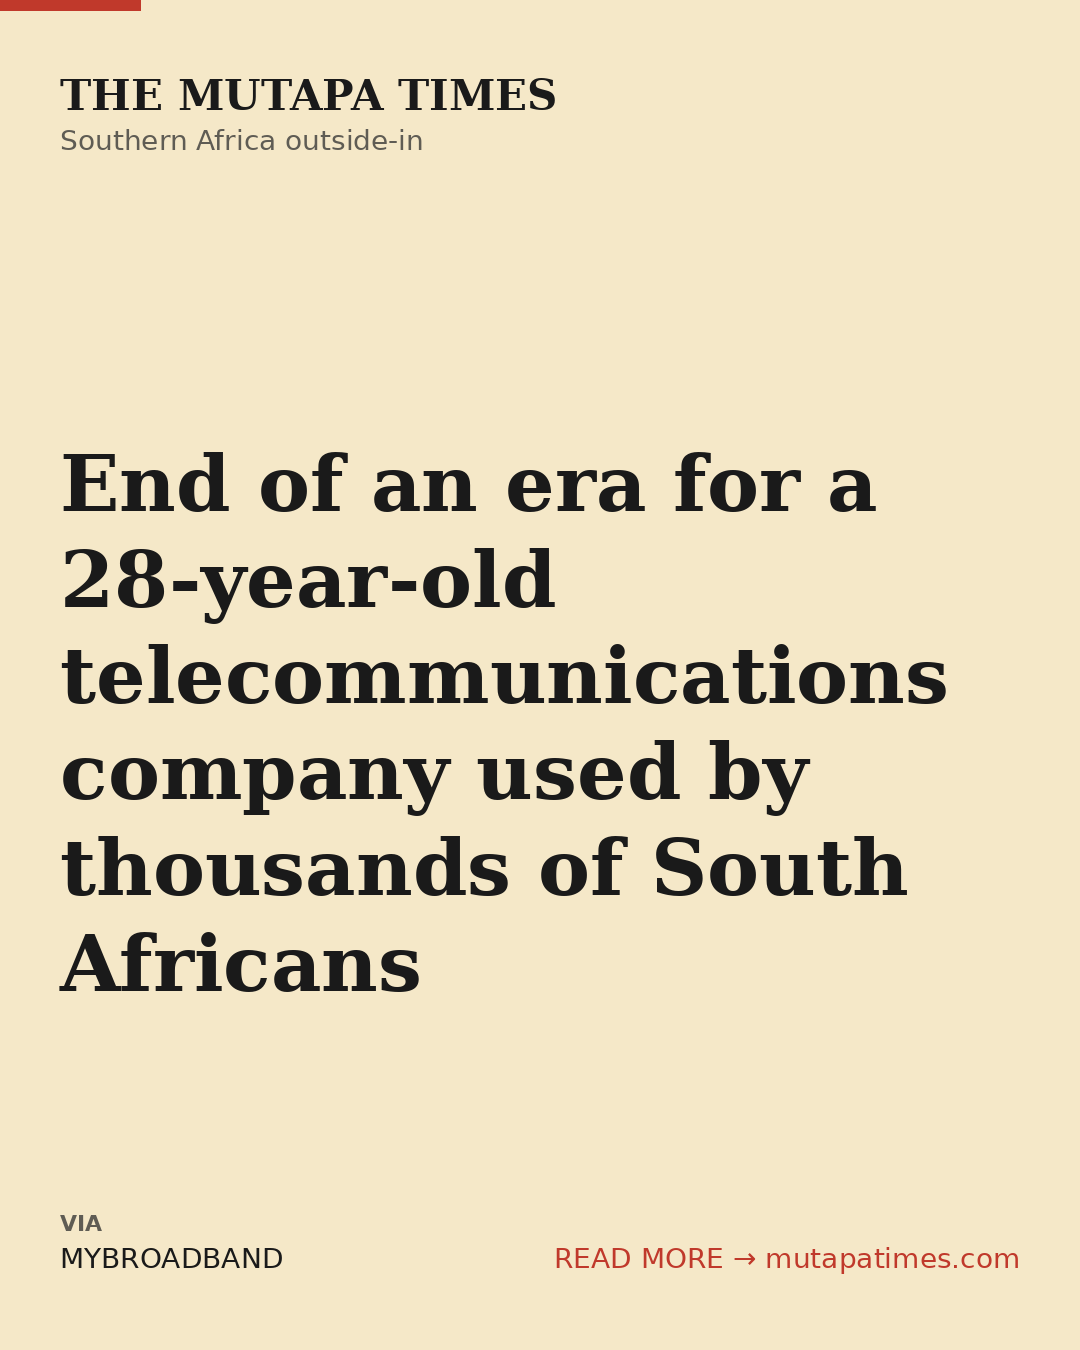 THE MUTAPA TIMES
Southern Africa outside-in
End of an era for a
28-year-old
telecommunications
company used by
thousands of South
Africans
VIA
MYBROADBAND
READ MORE → mutapatimes.com